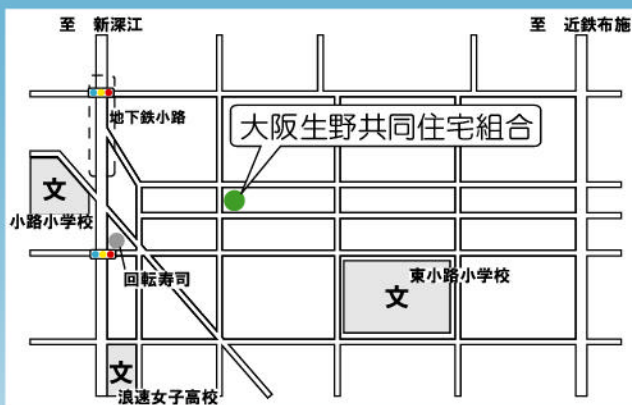 至 新深江
至 近鉄布施
地下鉄小路
大阪生野共同住宅組合
文
小路小学校
回転寿司
東小路小学校
文
文
浪速女子高校